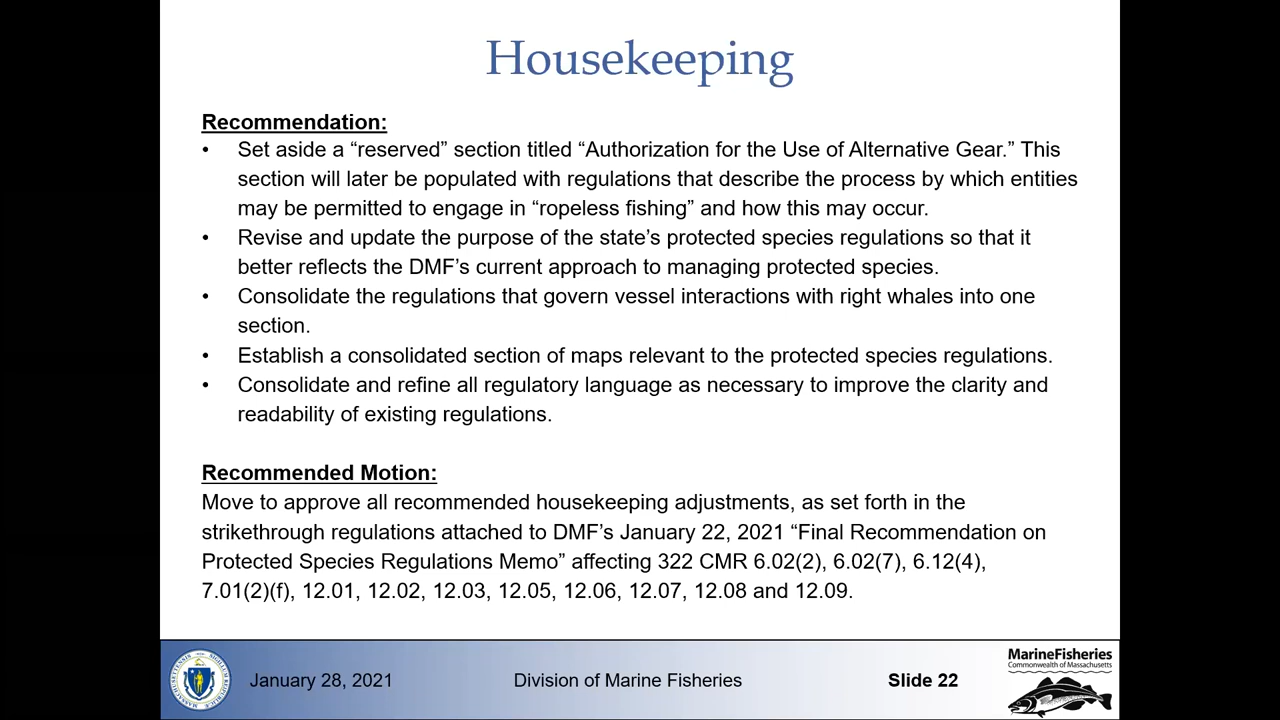 Housekeeping
Recommendation:
• Set aside a “reserved” section titled “Authorization for the Use of Alternative Gear.” This
section will later be populated with regulations that describe the process by which entities
may be permitted to engage in “ropeless fishing” and how this may occur.
• Revise and update the purpose of the state’s protected species regulations so that it
better reflects the DMF’s current approach to managing protected species.
• Consolidate the regulations that govern vessel interactions with right whales into one
section.
• Establish a consolidated section of maps relevant to the protected species regulations.
• Consolidate and refine all regulatory language as necessary to improve the clarity and
readability of existing regulations.
Recommended Motion:
Move to approve all recommended housekeeping adjustments, as set forth in the
strikethrough regulations attached to DMF’s January 22, 2021 “Final Recommendation on
Protected Species Regulations Memo” affecting 322 CMR 6.02(2), 6.02(7), 6.12(4),
7.01(2)(f), 12.01, 12.02, 12.03, 12.05, 12.06, 12.07, 12.08 and 12.09.
January 28, 2021
Division of Marine Fisheries
Slide 22
MarineFisheries
Commonwealth of Massachusetts